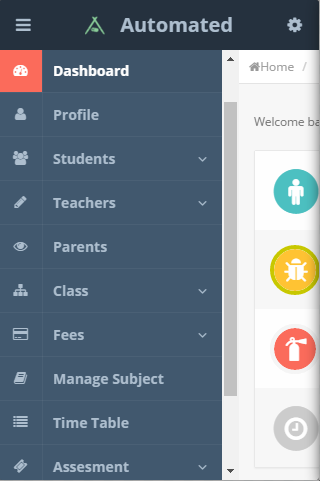 Automated
Dashboard
Home /
Profile
Welcome ba
Students
Teachers
Parents
Class
Fees
Manage Subject
Time Table
Assesment